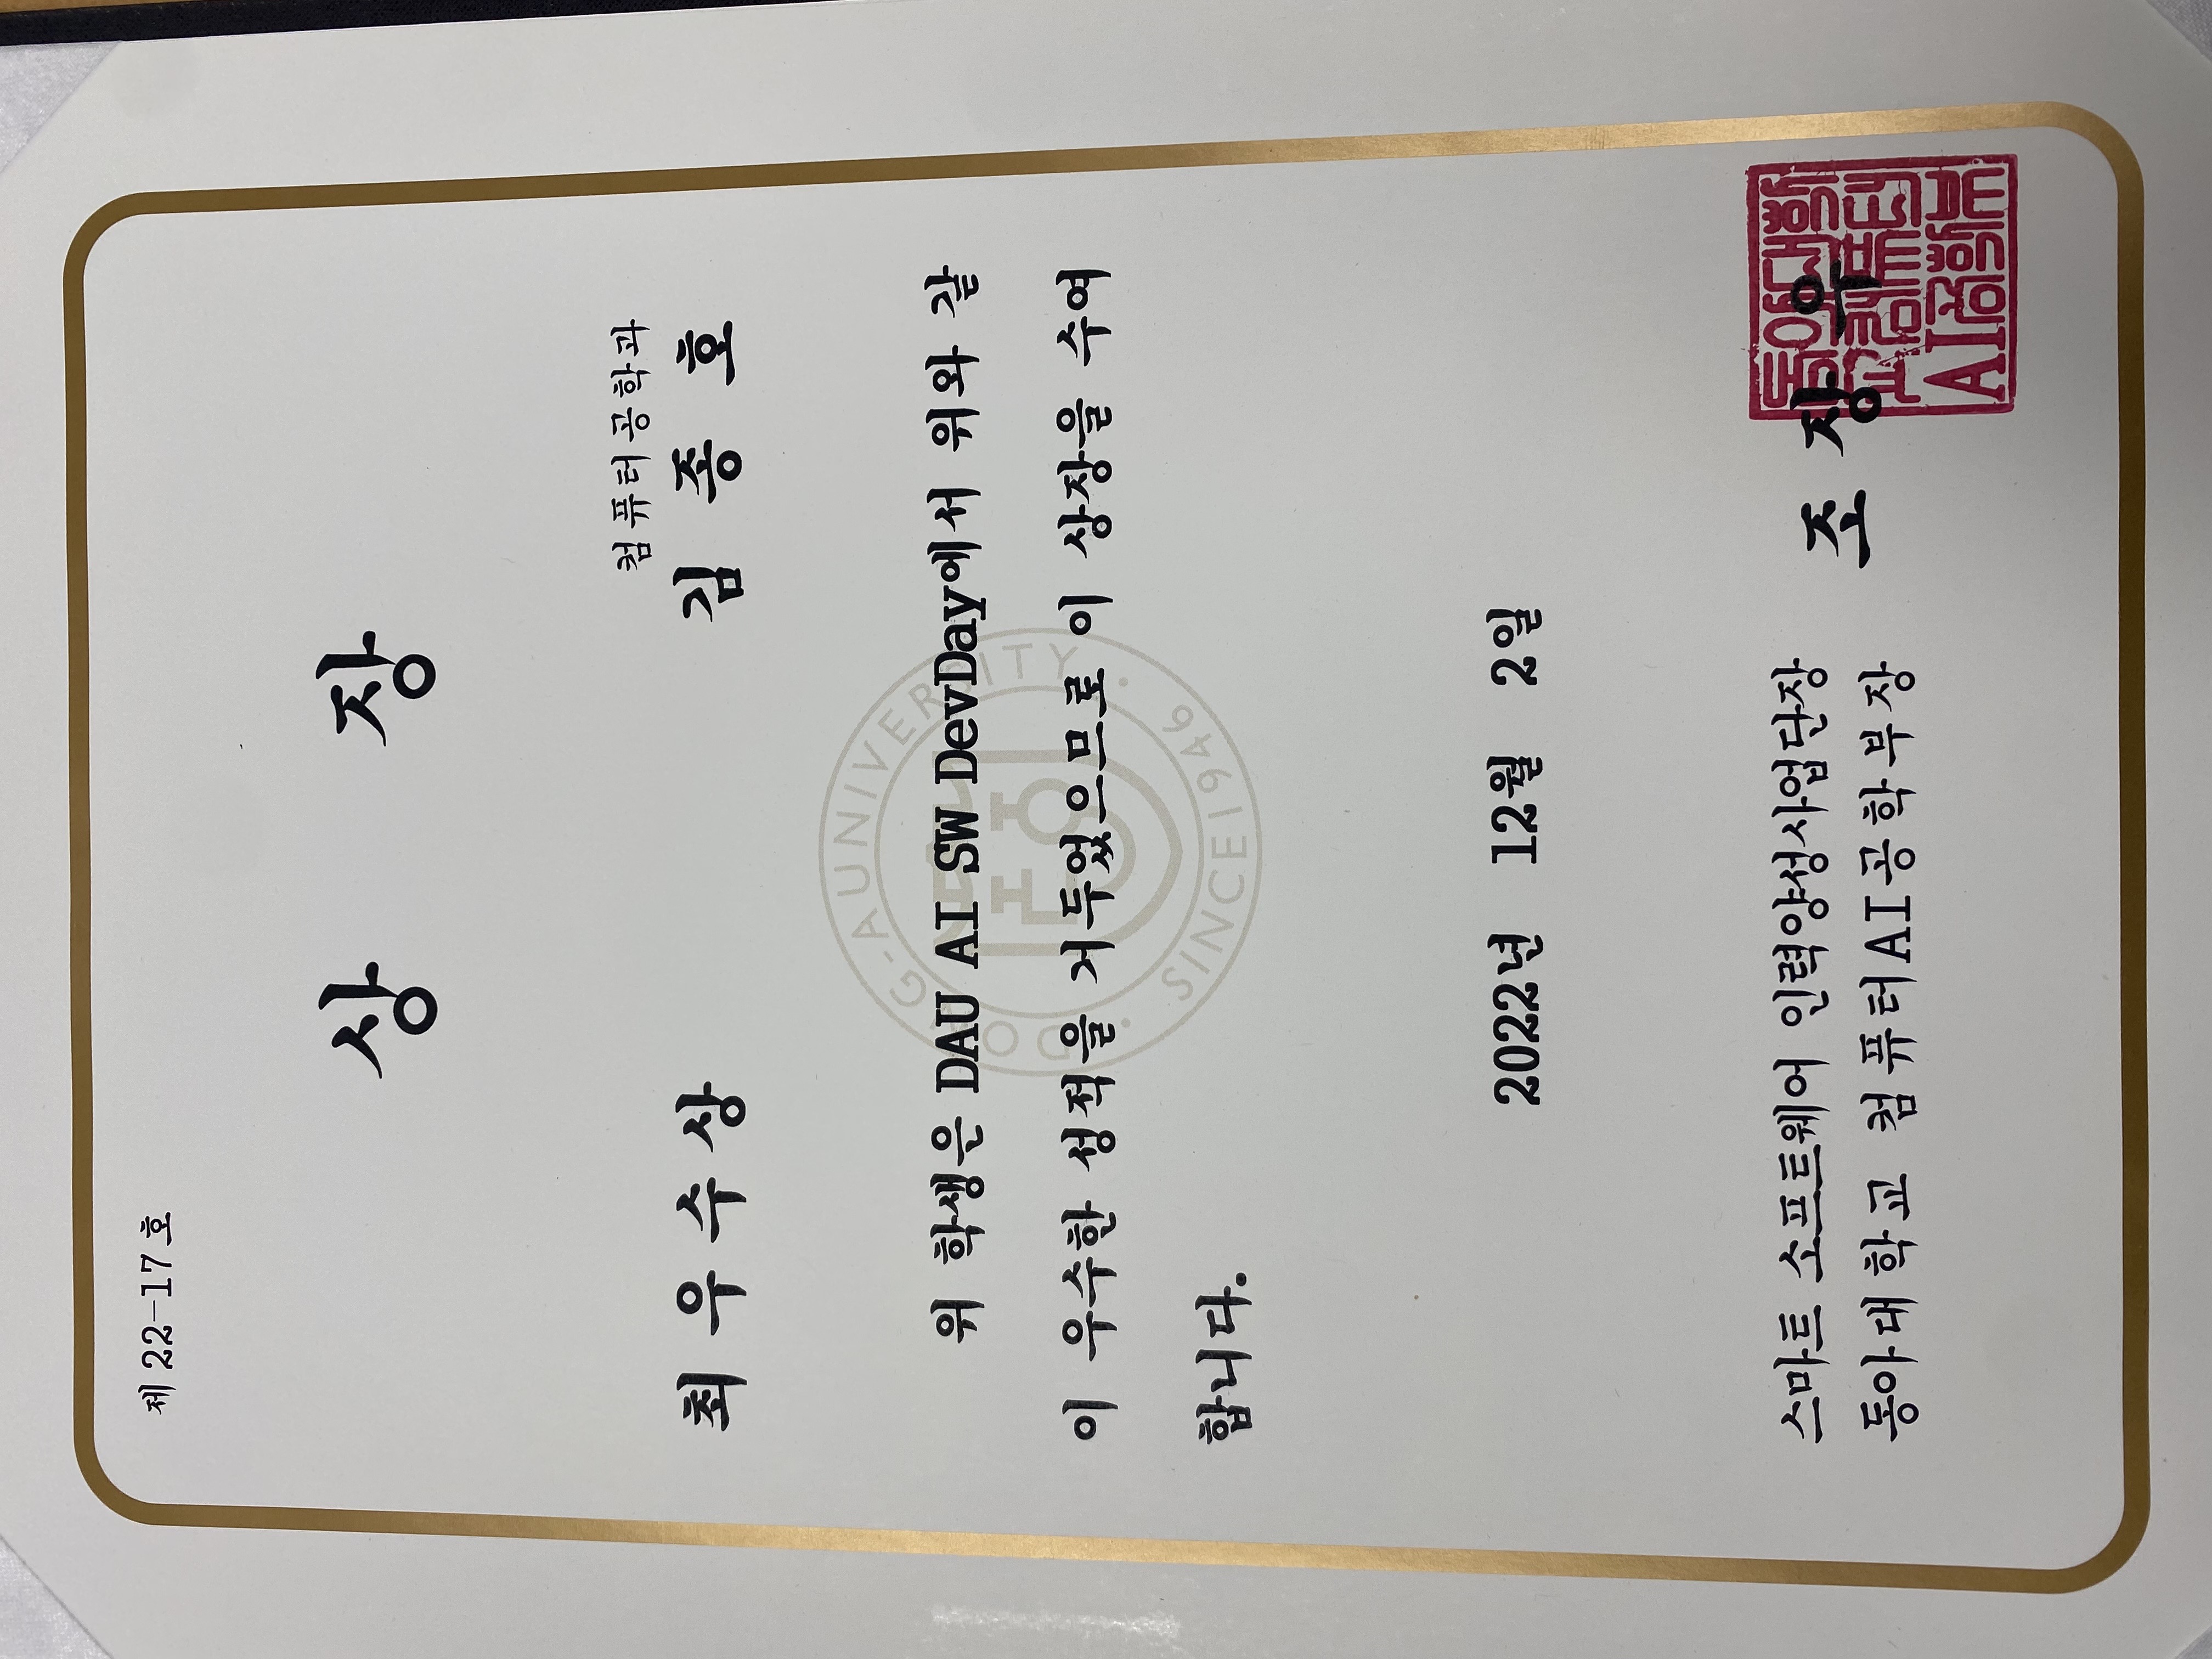 제 22-17 호
상 장
컴퓨터공학과
최우수상 김 종 호
위 학생은 DAU AI SW DevDay에서 위와 같
이 우수한 성적을 거두었으므로 이 상장을 수여
합니다.
DONG-A UNIVERSITY
SINCE 1946
2022년 12월 2일
스마트 소프트웨어 인력양성사업단장
동아대학교 컴퓨터AI공학부장
조 장 우
동아대학
교컴퓨터
AI공학부